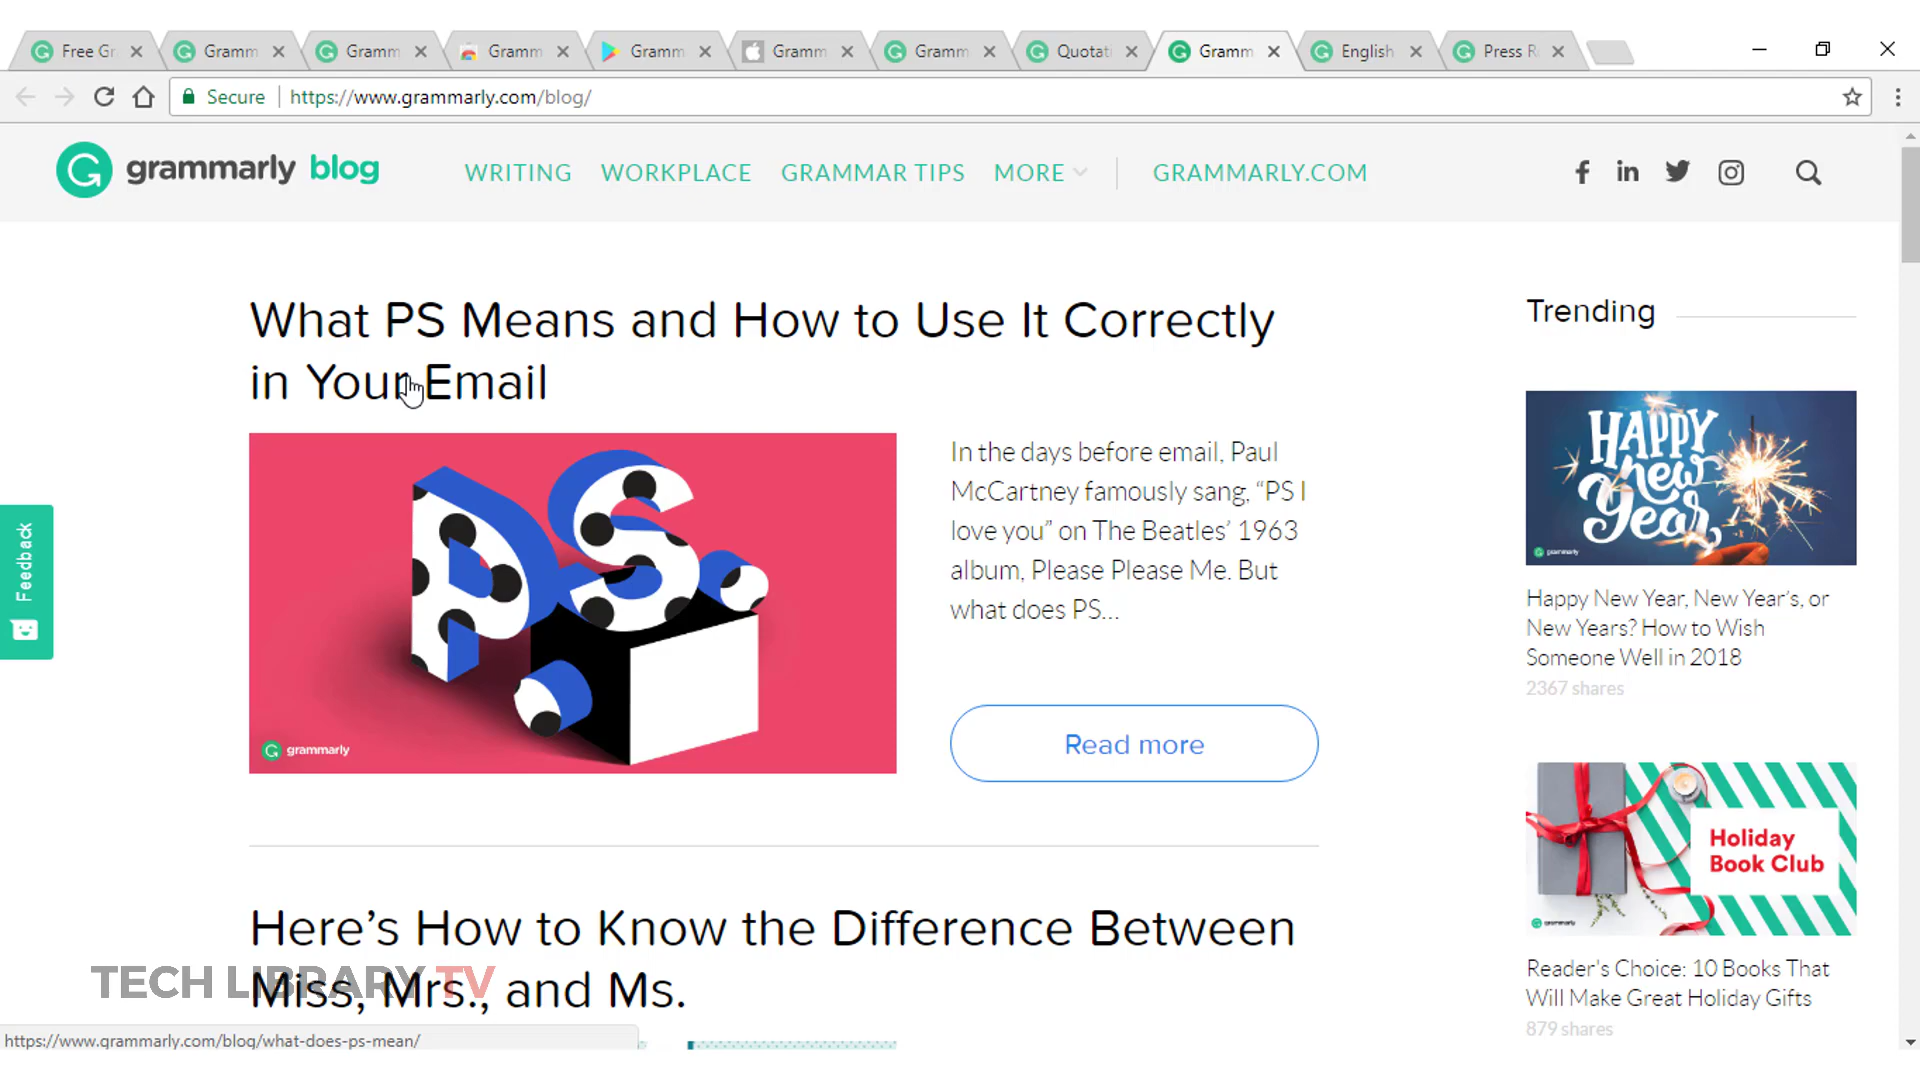 Free Gr
Gramm
Gramm
Gramm
Gramm
Gramm
Gramm
Quotati
Gramm
English
Press R
Secure
https://www.grammarly.com/blog/
grammarly blog
WRITING
WORKPLACE
GRAMMAR TIPS
MORE
GRAMMARLY.COM
What PS Means and How to Use It Correctly
in Your Email
grammarly
In the days before email, Paul
McCartney famously sang, “PS I
love you” on The Beatles’ 1963
album, Please Please Me. But
what does PS...
Read more
Here’s How to Know the Difference Between
Miss, Mrs., and Ms.
Trending
HAPPY
new
Year
grammarly
Happy New Year, New Year’s, or
New Years? How to Wish
Someone Well in 2018
2367 shares
Holiday
Book Club
grammarly
Reader’s Choice: 10 Books That
Will Make Great Holiday Gifts
879 shares
Feedback
P.S.
TECH LIBRARY TV
https://www.grammarly.com/blog/what-does-ps-mean/